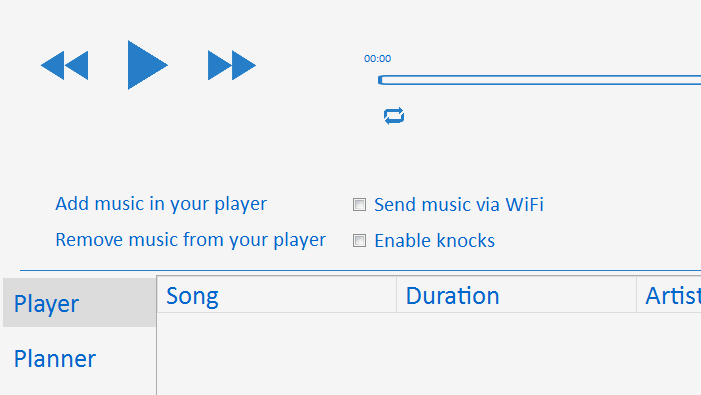 00:00
Add music in your player
Send music via WiFi
Remove music from your player
Enable knocks
Song Duration Artist
Player
Planner